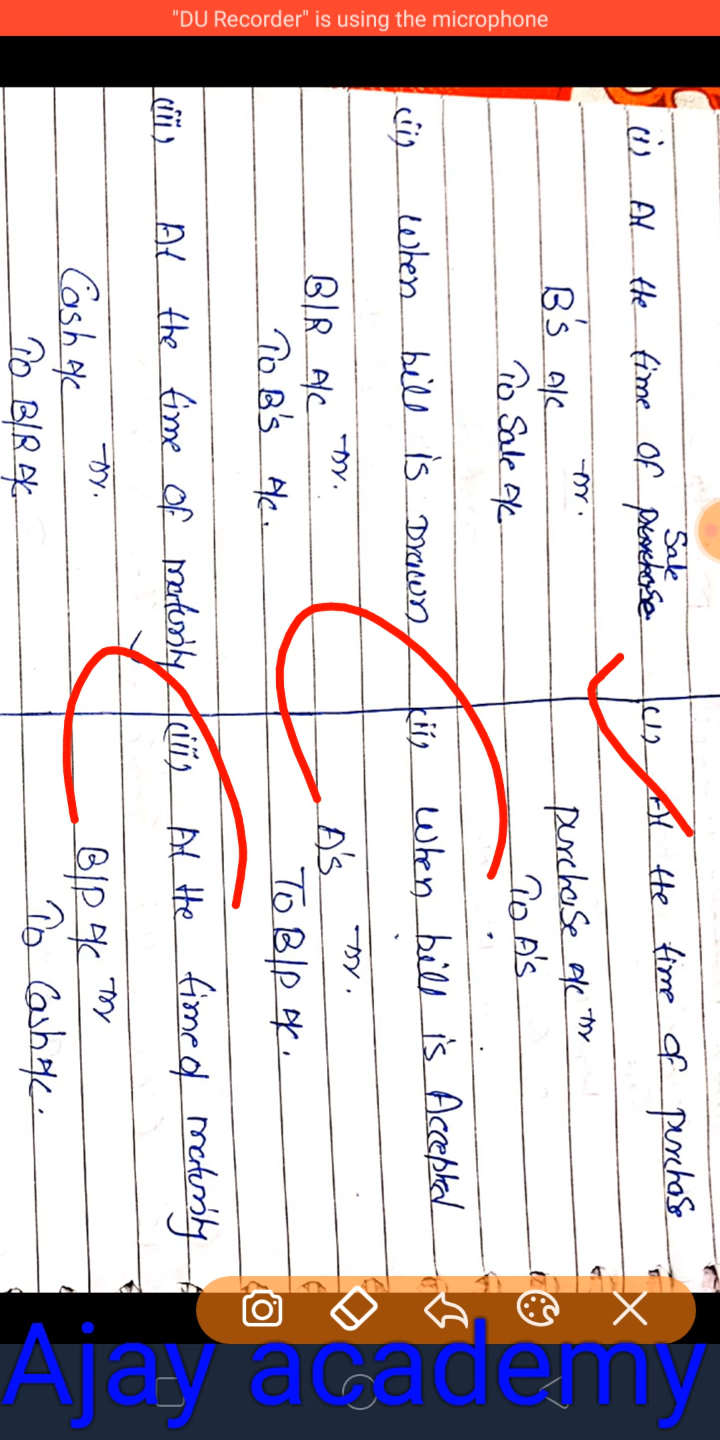 "DU Recorder" is using the microphone
(i) At the time of purchase Sale
B's A/c Dr.
To Sale A/c
(ii) when bill is Drawn
B/R A/c Dr.
To B's A/c.
(iii) At the time of maturity
Cash A/c Dr.
To B/R A/c
(i) At the time of purchase
purchase A/c Dr
To A's
(ii) when bill is Accepted
A's Dr.
To B/P A/c.
(iii) At the time of maturity
B/P A/c Dr
To Cash A/c.
Ajay academy